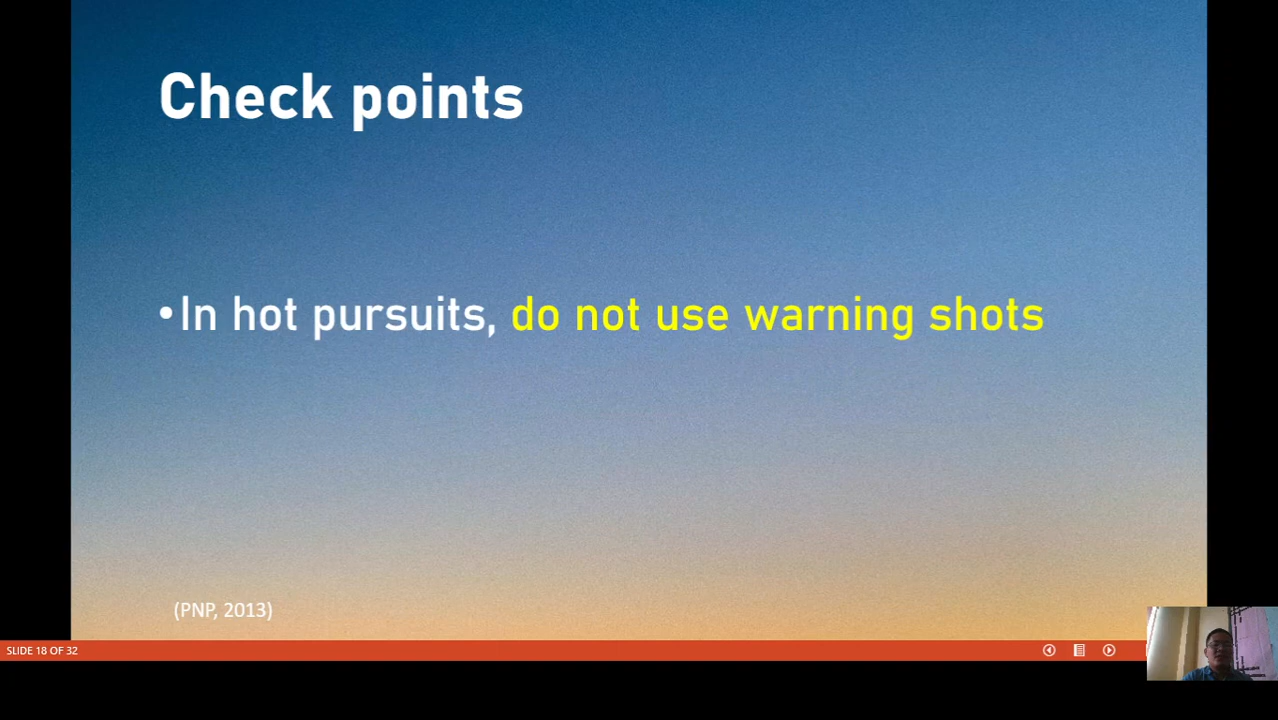 Check points
•In hot pursuits, do not use warning shots
(PNP, 2013)
SLIDE 18 OF 32